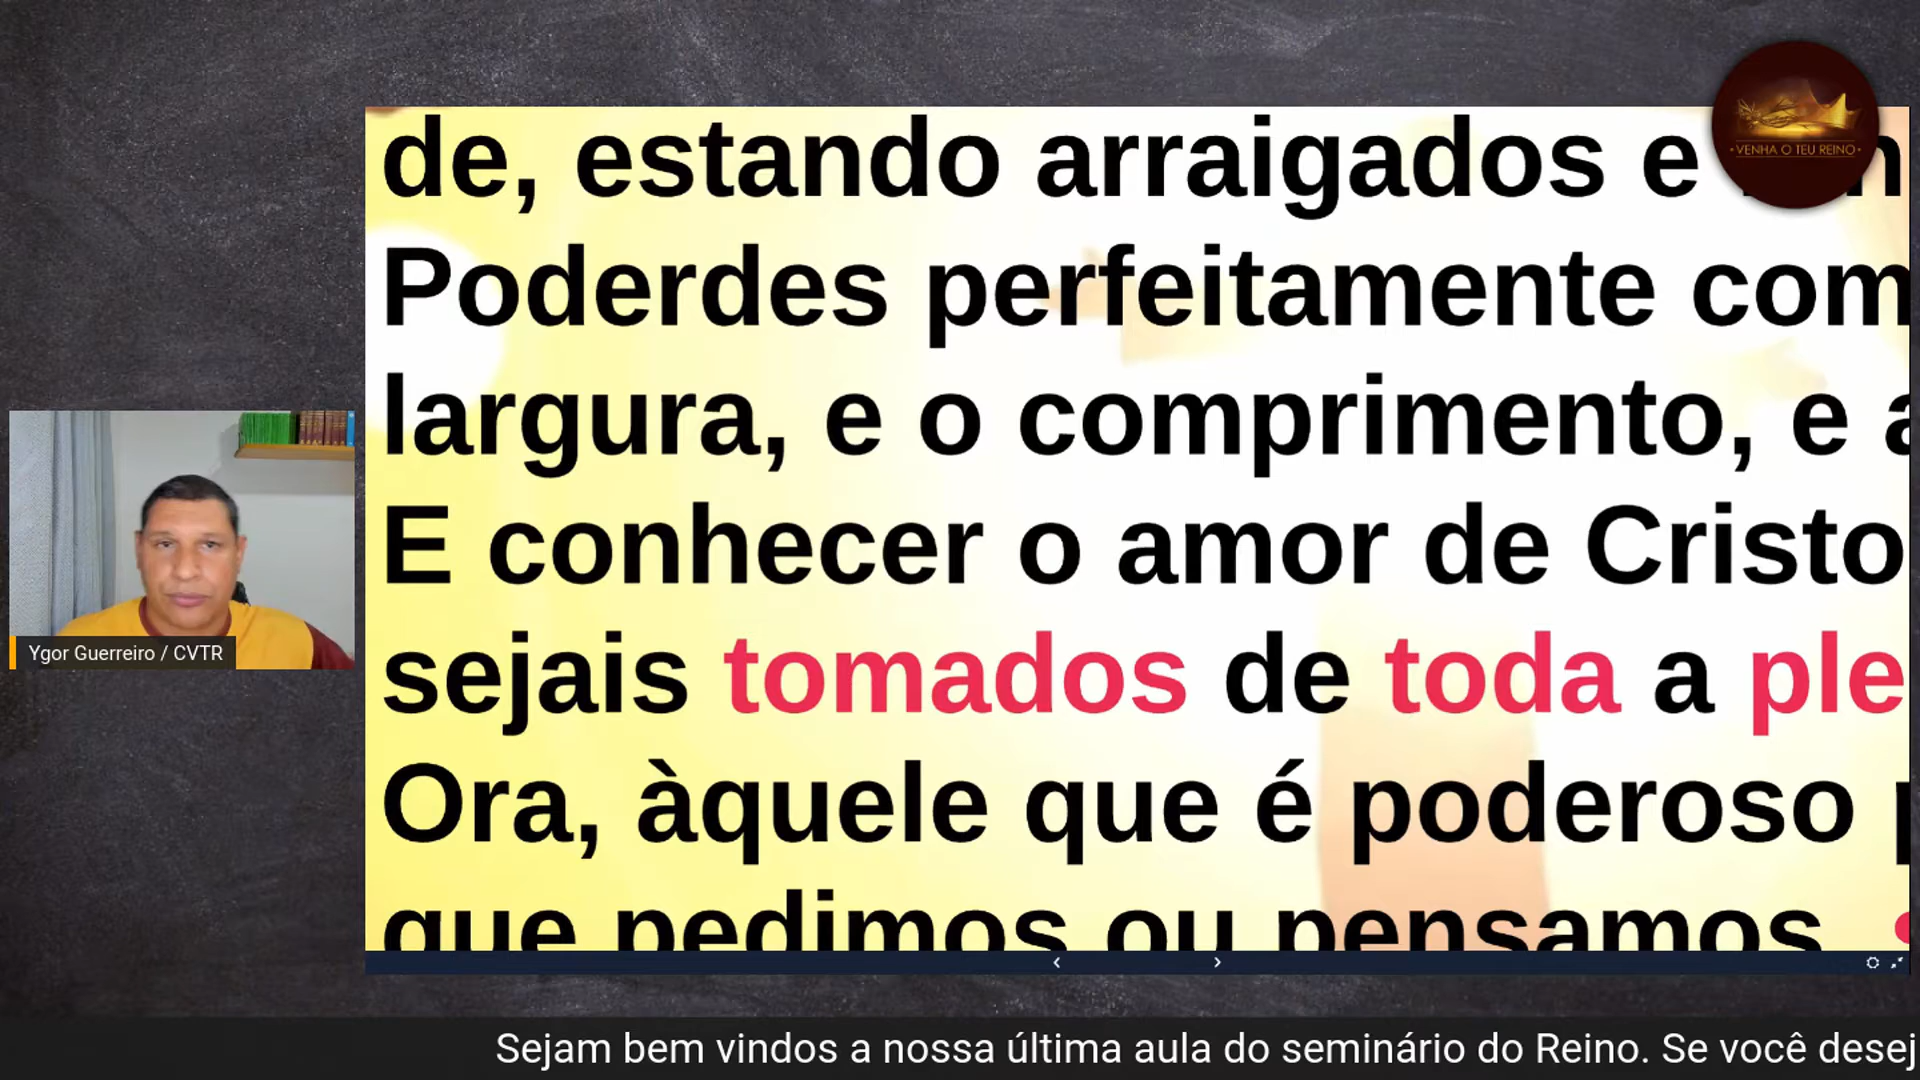 de, estando arraigados e
Poderdes perfeitamente com
largura, e o comprimento, e a
E conhecer o amor de Cristo
sejais tomados de toda a ple
Ora, àquele que é poderoso p
que pedimos ou pensamos,
• VENHA O TEU REINO •
Ygor Guerreiro / CVTR
Sejam bem vindos a nossa última aula do seminário do Reino. Se você desej